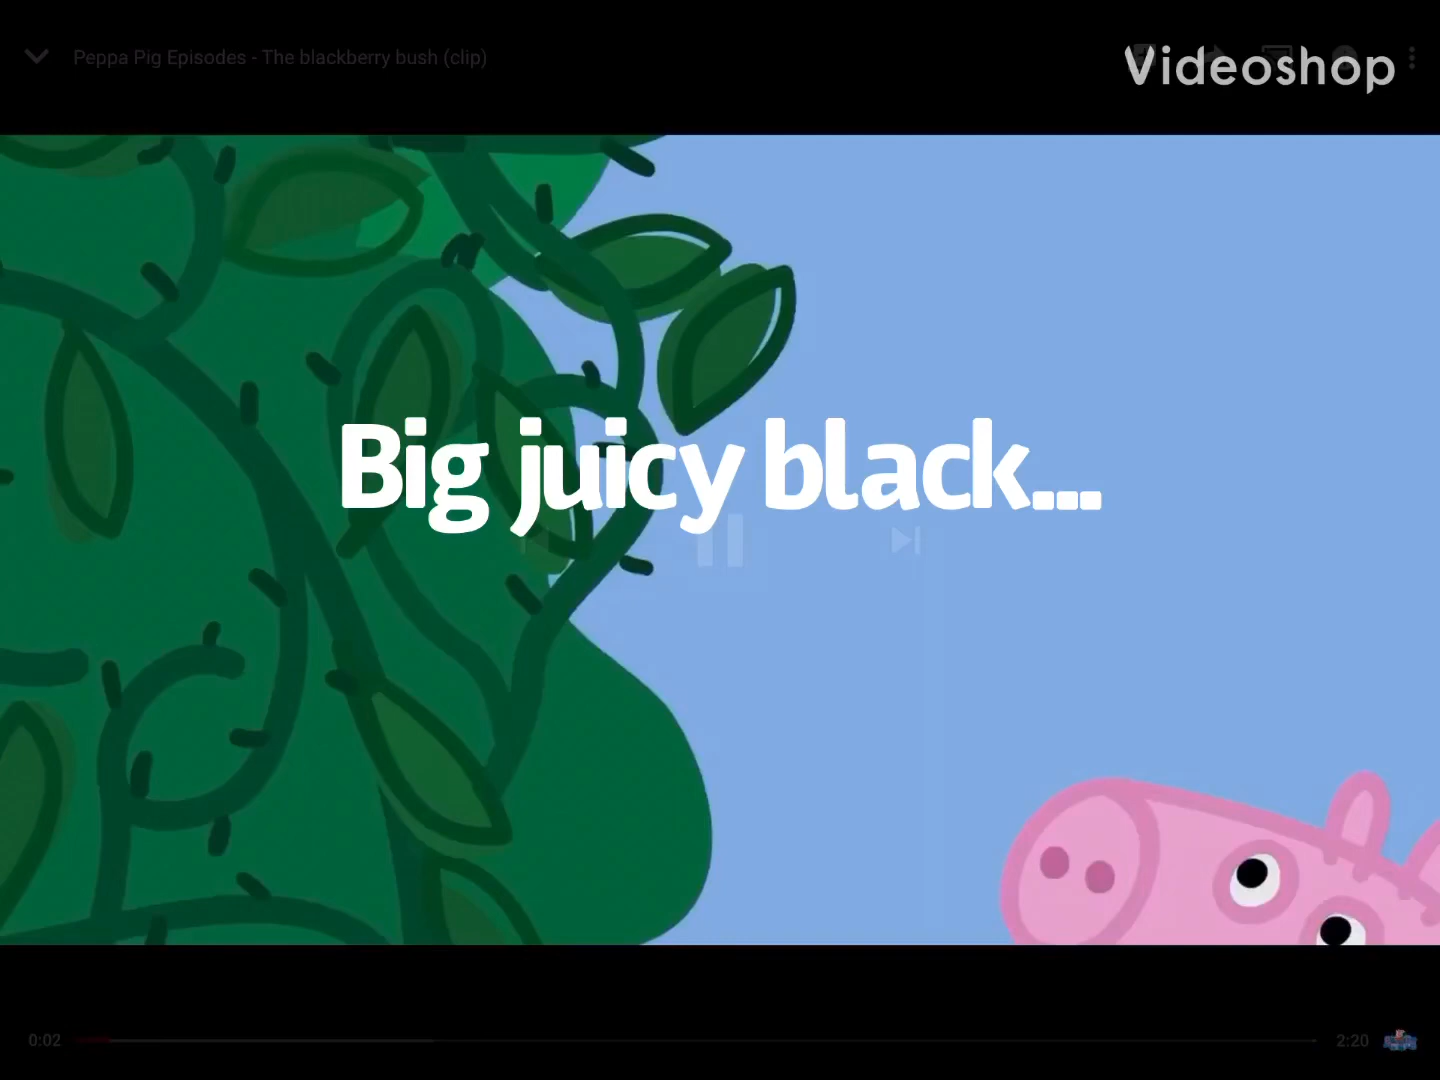 Peppa Pig Episodes - The blackberry bush (clip)
Videoshop
Big juicy black...
0:02
2:20